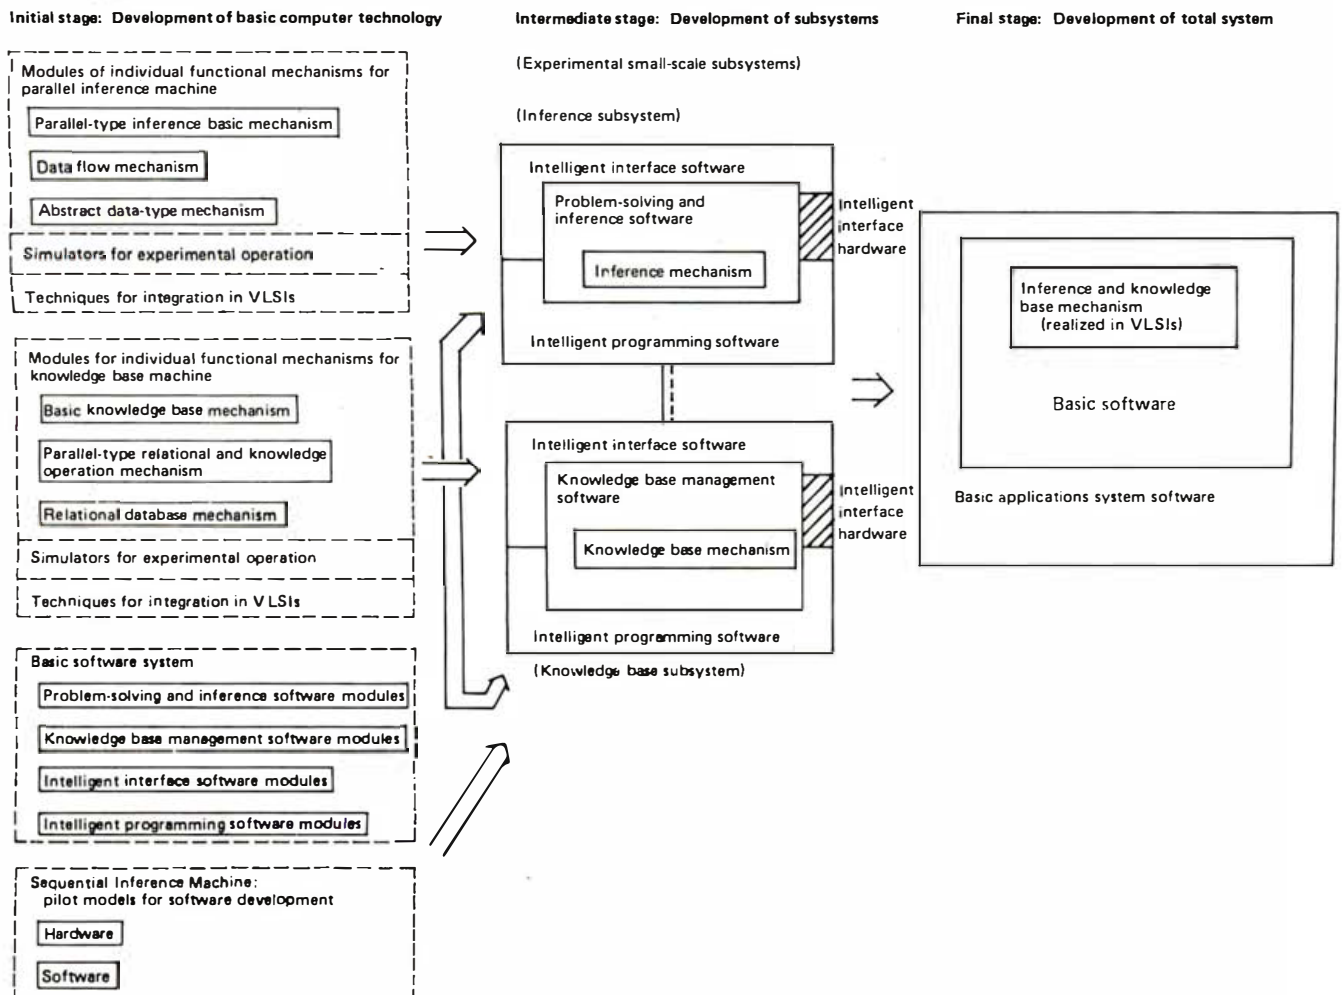 Initial stage: Development of basic computer technology
Modules of individual functional mechanisms for
parallel inference machine
Parallel-type inference basic mechanism
Data flow mechanism
Abstract data-type mechanism
Simulators for experimental operation
Techniques for integration in VLSIs
Modules for individual functional mechanisms for
knowledge base machine
Basic knowledge base mechanism
Parallel-type relational and knowledge
operation mechanism
Relational database mechanism
Simulators for experimental operation
Techniques for integration in VLSIs
Basic software system
Problem-solving and inference software modules
Knowledge base management software modules
Intelligent interface software modules
Intelligent programming software modules
Sequential Inference Machine:
pilot models for software development
Hardware
Software
Intermediate stage: Development of subsystems
(Experimental small-scale subsystems)
(Inference subsystem)
Intelligent interface software
Problem-solving and
inference software
Inference mechanism
Intelligent programming software
Intelligent
interface
hardware
Intelligent interface software
Knowledge base management
software
Knowledge base mechanism
Intelligent programming software
Intelligent
interface
hardware
(Knowledge base subsystem)
Final stage: Development of total system
Inference and knowledge
base mechanism
(realized in VLSIs)
Basic software
Basic applications system software